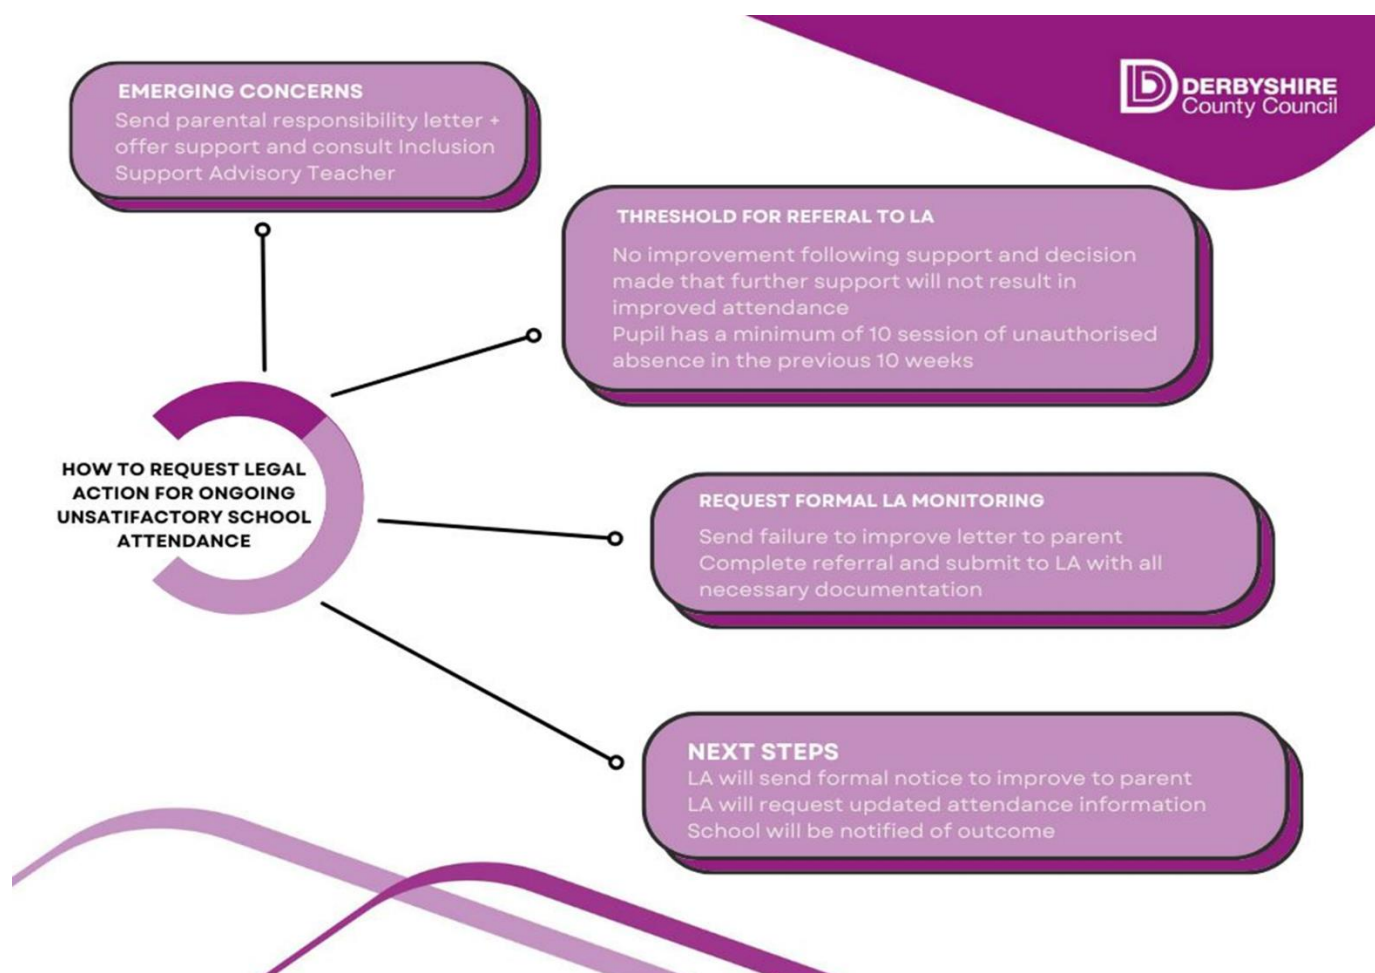 DERBYSHIRE
County Council
EMERGING CONCERNS
Send parental responsibility letter +
offer support and consult Inclusion
Support Advisory Teacher
THRESHOLD FOR REFERAL TO LA
No improvement following support and decision
made that further support will not result in
improved attendance
Pupil has a minimum of 10 session of unauthorised
absence in the previous 10 weeks
HOW TO REQUEST LEGAL
ACTION FOR ONGOING
UNSATIFACTORY SCHOOL
ATTENDANCE
REQUEST FORMAL LA MONITORING
Send failure to improve letter to parent
Complete referral and submit to LA with all
necessary documentation
NEXT STEPS
LA will send formal notice to improve to parent
LA will request updated attendance information
School will be notified of outcome